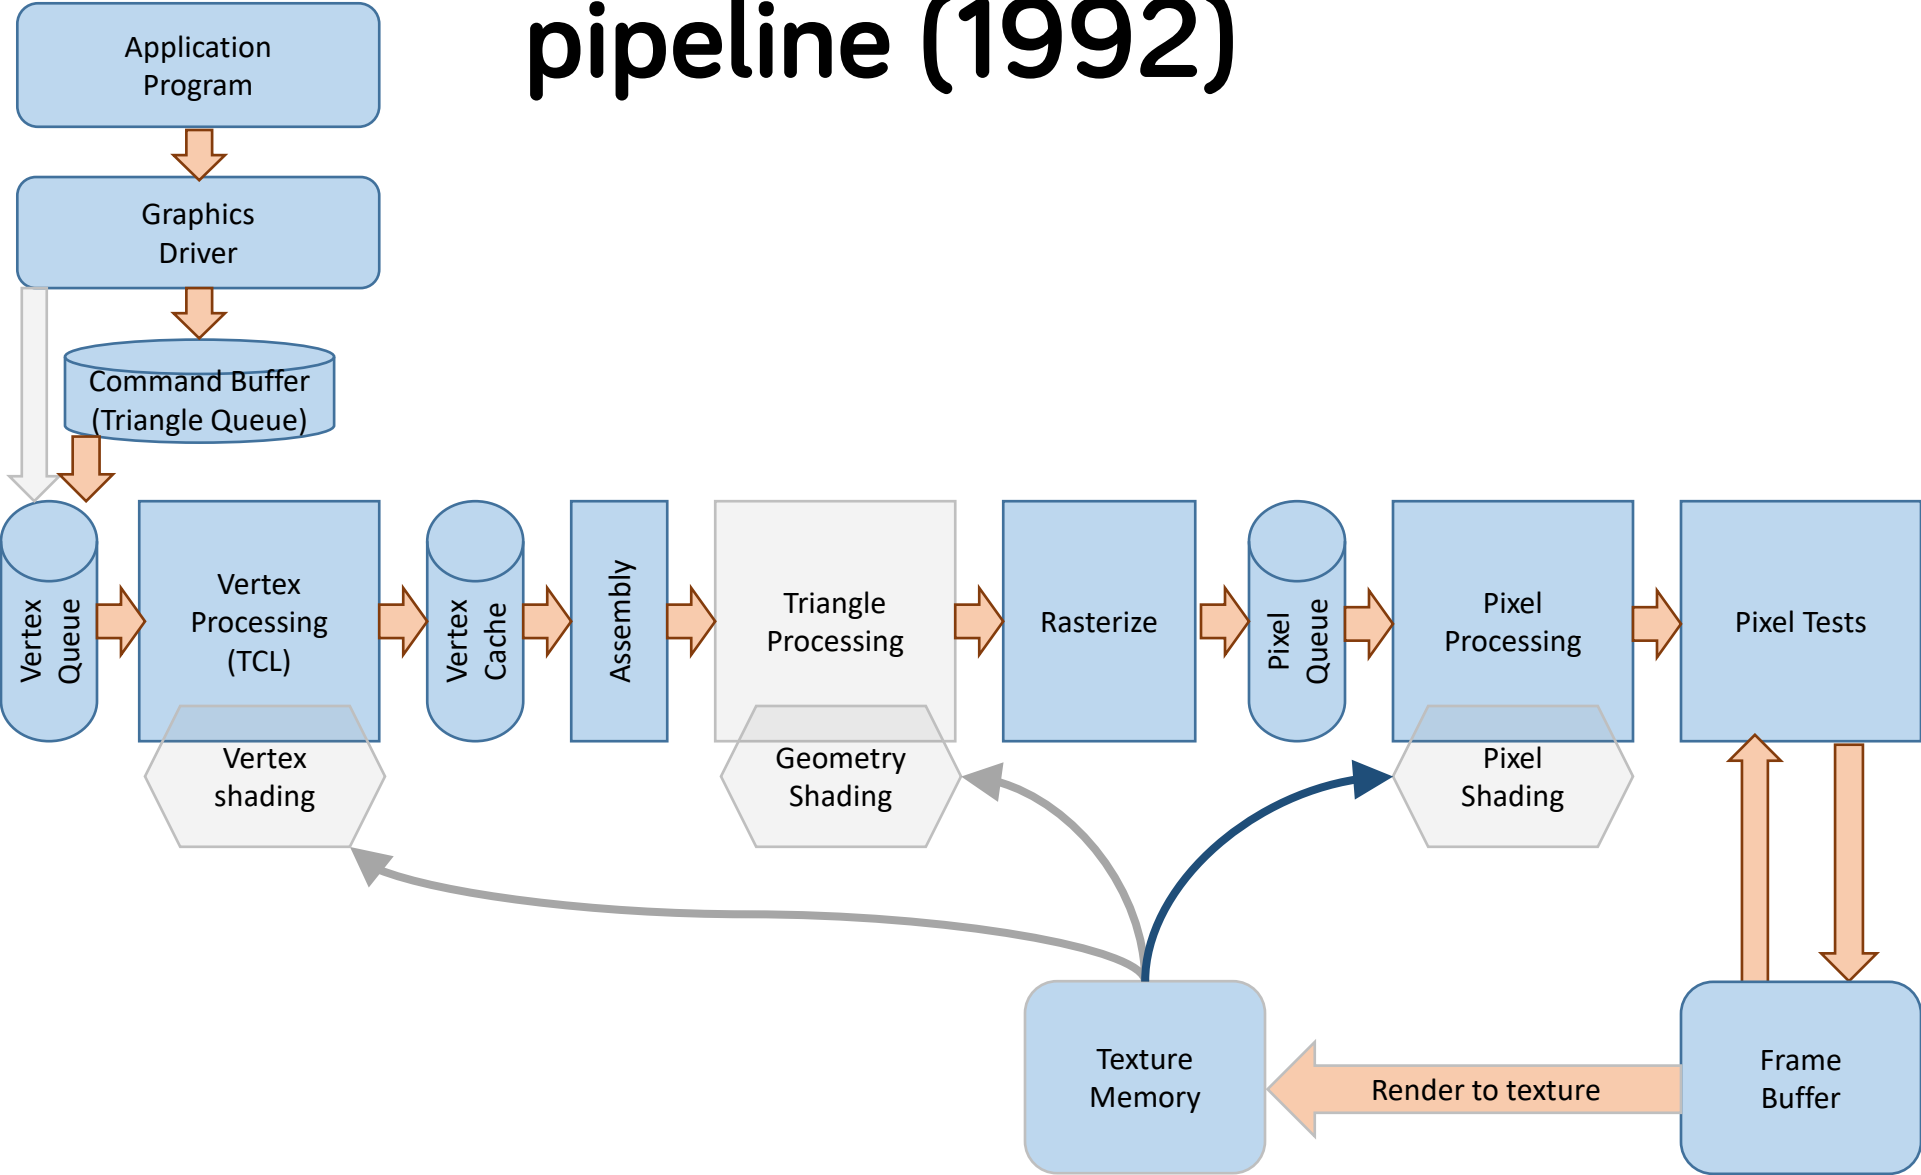 pipeline (1992)
Application
Program
Graphics
Driver
Command Buffer
(Triangle Queue)
Vertex
Queue
Vertex
Processing
(TCL)
Vertex
Cache
Assembly
Triangle
Processing
Rasterize
Pixel
Queue
Pixel
Processing
Pixel Tests
Vertex
shading
Geometry
Shading
Pixel
Shading
Texture
Memory
Render to texture
Frame
Buffer